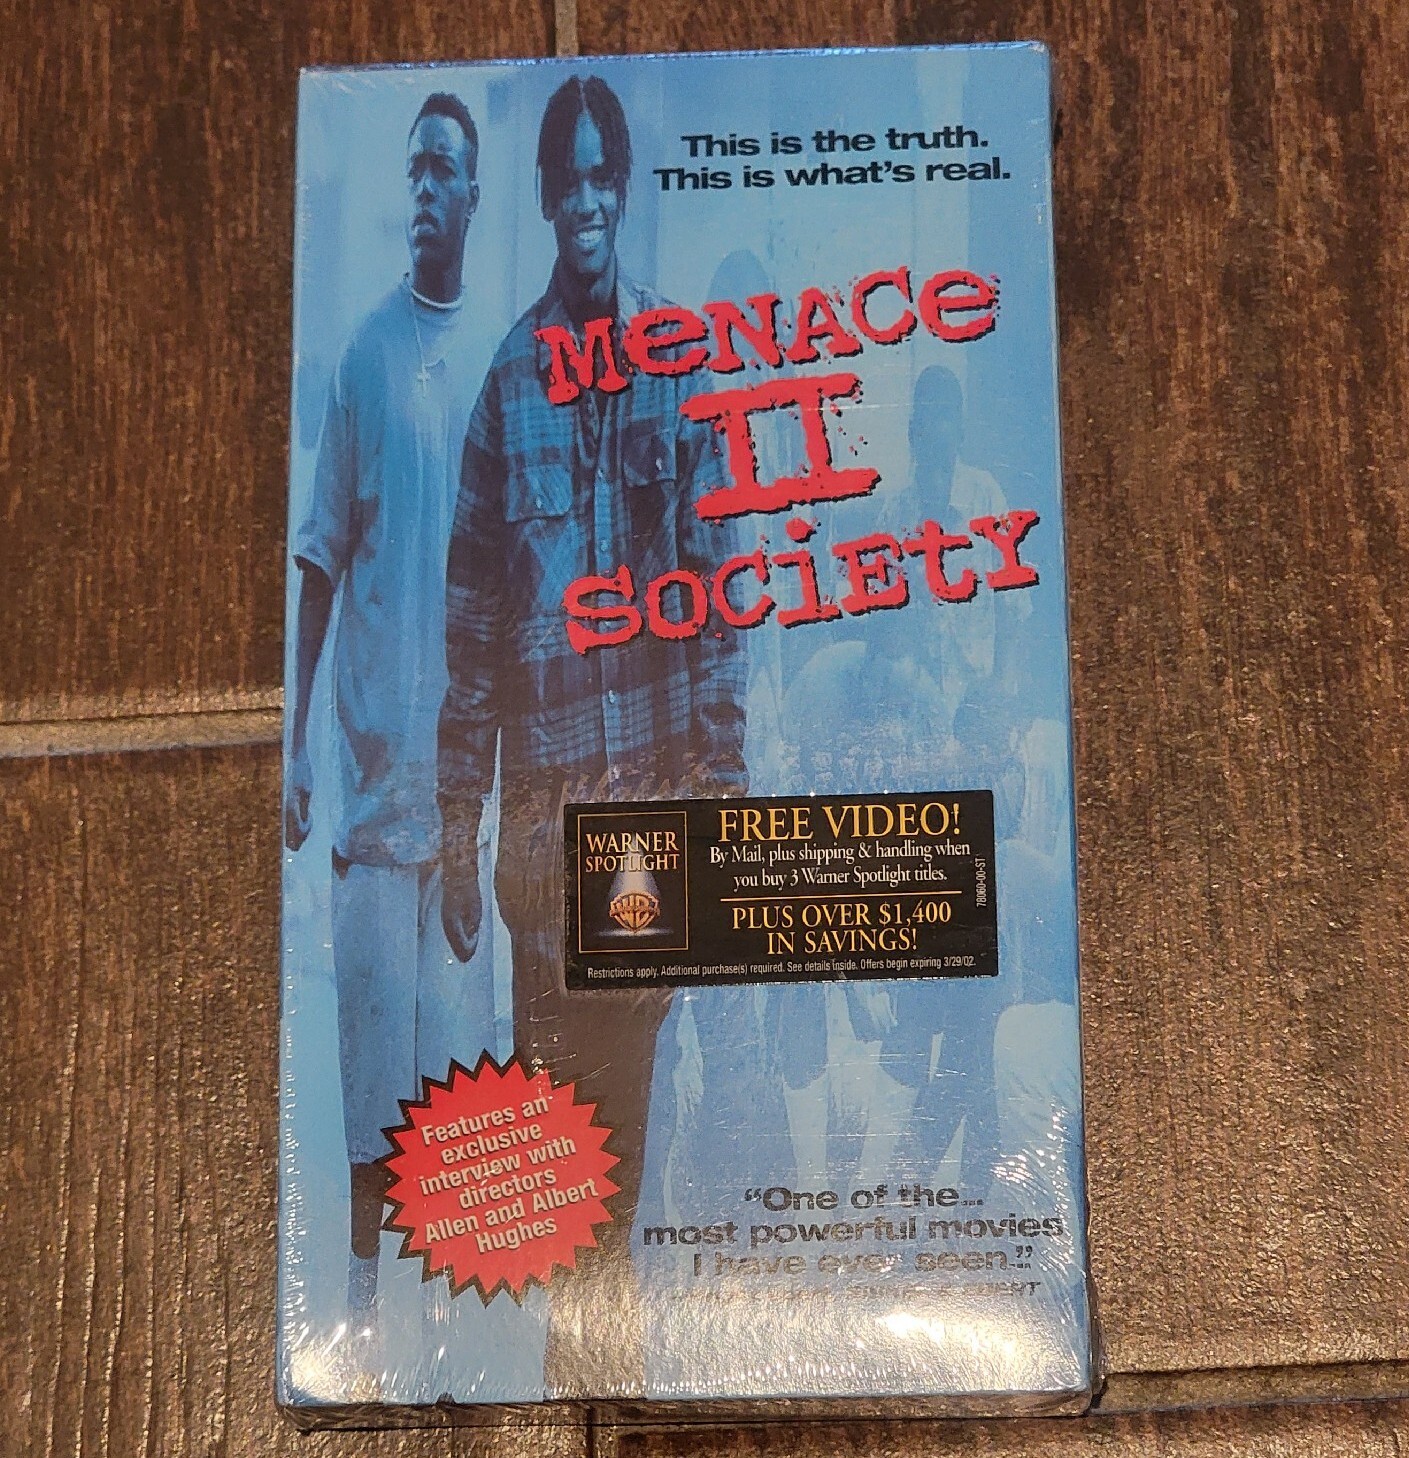 This is the truth.
This is what's real.
MeNACe
II
SOCiEtY
WARNER
SPOTLIGHT
FREE VIDEO!
By Mail, plus shipping & handling when
you buy 3 Warner Spotlight titles.
PLUS OVER $1,400
IN SAVINGS!
Restrictions apply. Additional purchase(s) required. See details inside. Offers begin expiring 3/29/02.
78060-00-ST
Features an
exclusive
interview with
directors
Allen and Albert
Hughes
"One of the...
most powerful movies
I have ever seen."